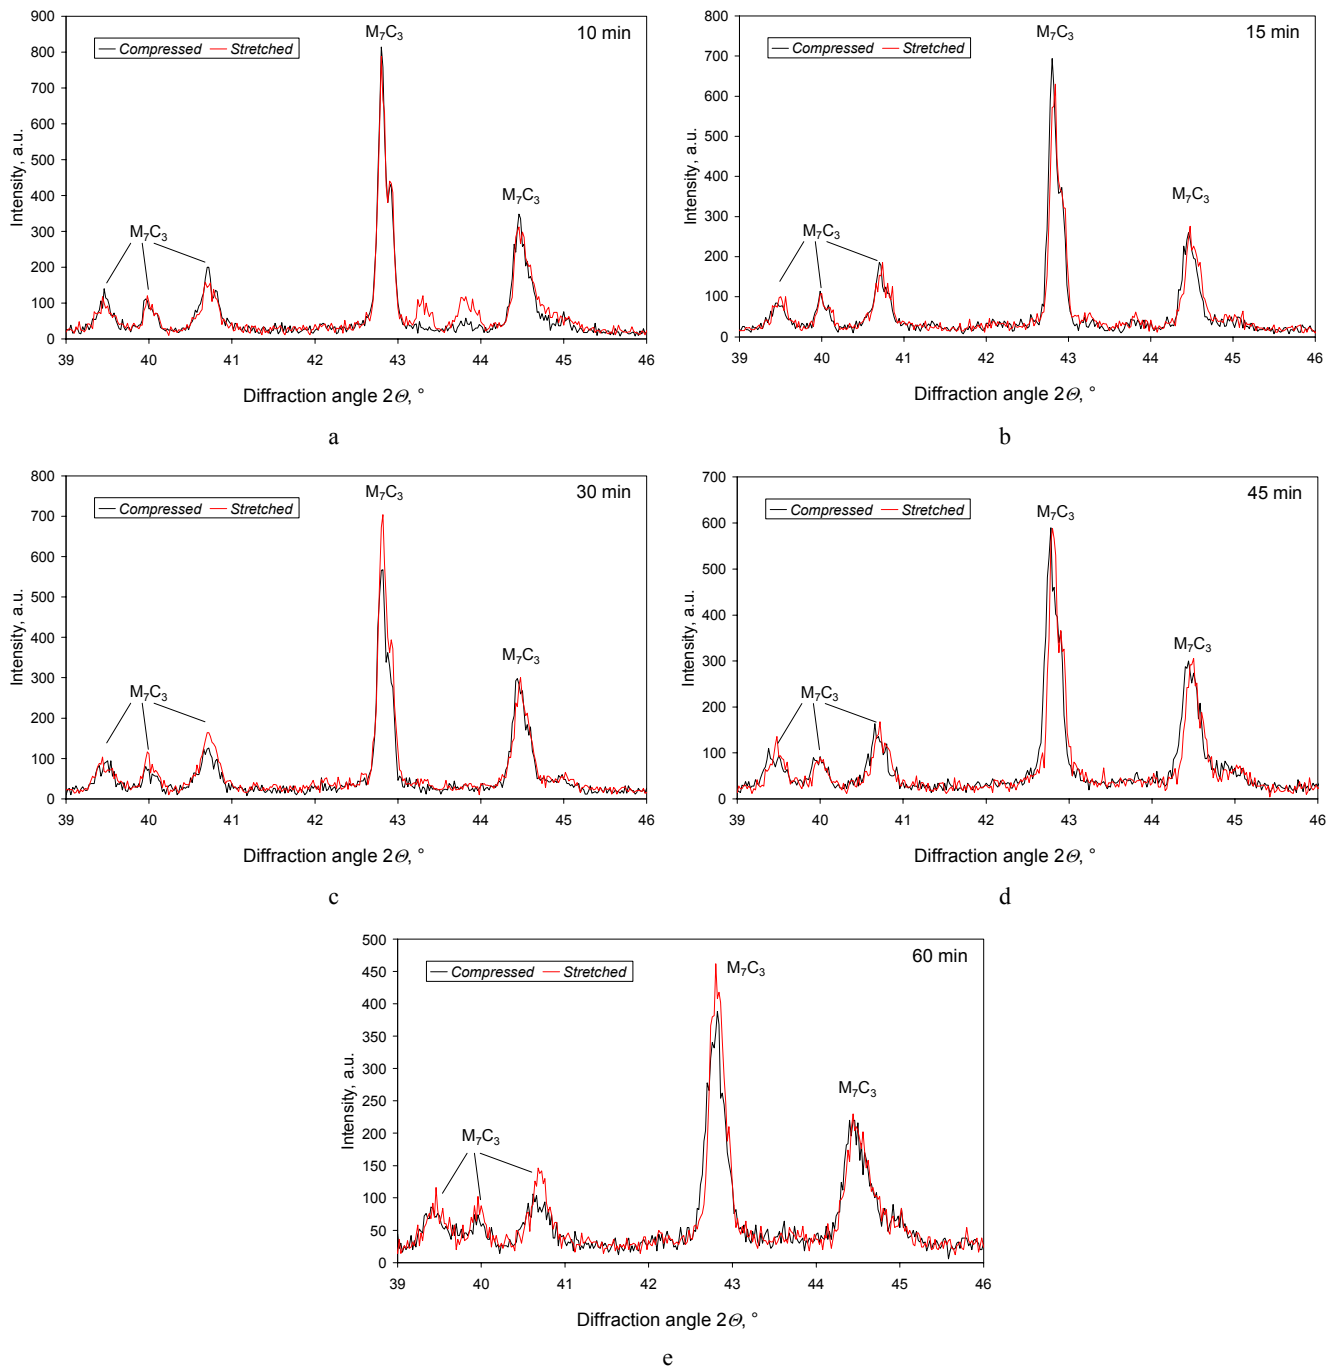 10 min
M₇C₃
Compressed Stretched
M₇C₃
M₇C₃
Intensity, a.u.
900
800
700
600
500
400
300
200
100
0
39 40 41 42 43 44 45 46
Diffraction angle 2Θ, °
a
15 min
M₇C₃
Compressed Stretched
M₇C₃
M₇C₃
Intensity, a.u.
800
700
600
500
400
300
200
100
0
39 40 41 42 43 44 45 46
Diffraction angle 2Θ, °
b
30 min
M₇C₃
Compressed Stretched
M₇C₃
M₇C₃
Intensity, a.u.
800
700
600
500
400
300
200
100
0
39 40 41 42 43 44 45 46
Diffraction angle 2Θ, °
c
45 min
M₇C₃
Compressed Stretched
M₇C₃
M₇C₃
Intensity, a.u.
700
600
500
400
300
200
100
0
39 40 41 42 43 44 45 46
Diffraction angle 2Θ, °
d
60 min
M₇C₃
Compressed Stretched
M₇C₃
M₇C₃
Intensity, a.u.
500
450
400
350
300
250
200
150
100
50
0
39 40 41 42 43 44 45 46
Diffraction angle 2Θ, °
e